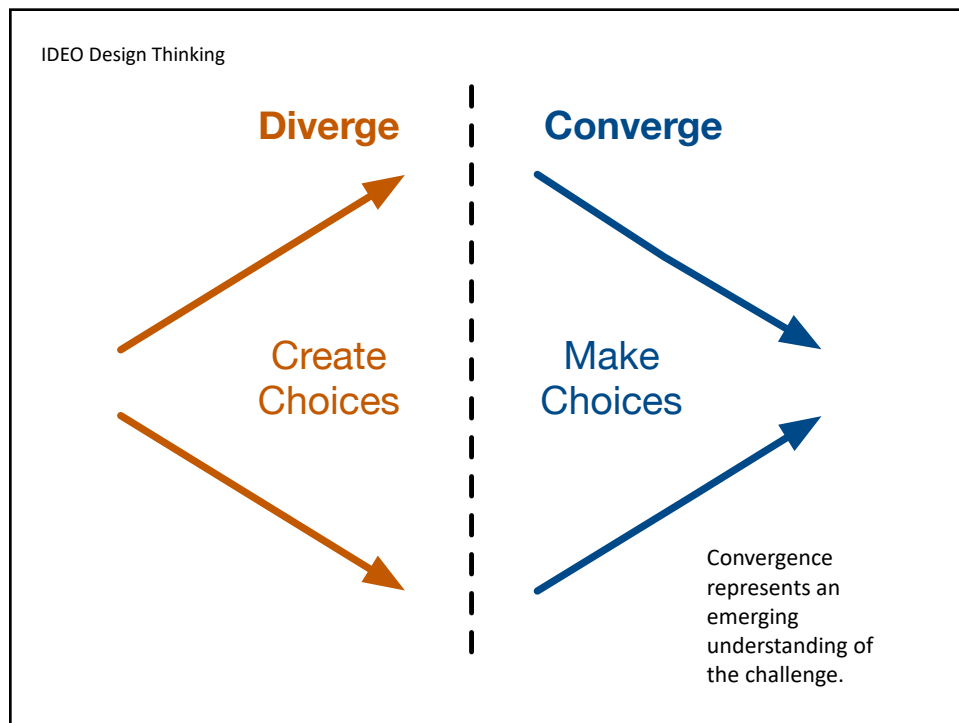 IDEO Design Thinking
Diverge
Converge
Create
Choices
Make
Choices
Convergence
represents an
emerging
understanding of
the challenge.